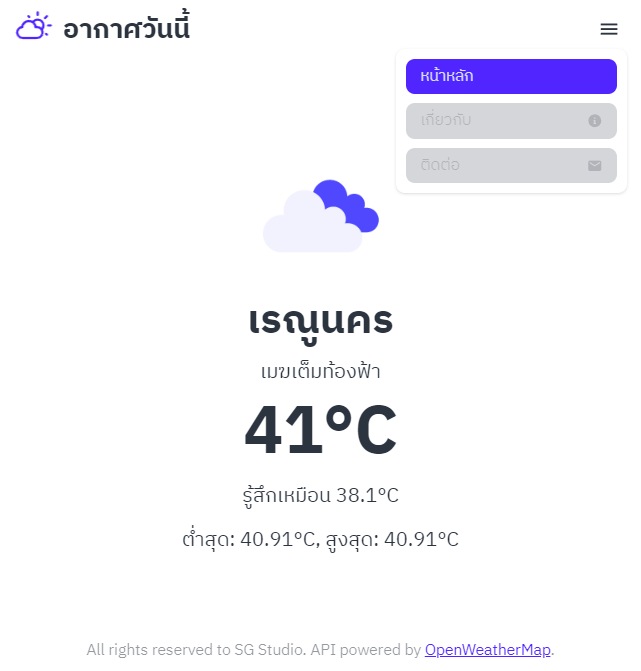 อากาศวันนี้
หน้าหลัก
เกี่ยวกับ
ติดต่อ
เรณูนคร
เมฆเต็มท้องฟ้า
41°C
รู้สึกเหมือน 38.1°C
ต่ำสุด: 40.91°C, สูงสุด: 40.91°C
All rights reserved to SG Studio. API powered by OpenWeatherMap.